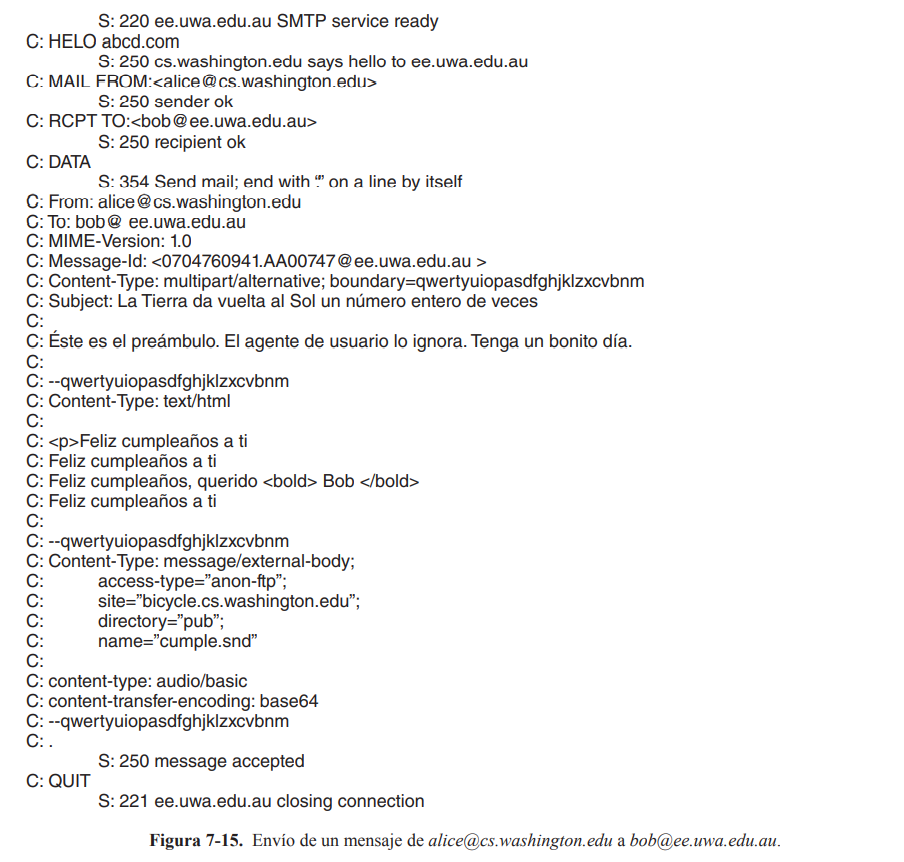 S: 220 ee.uwa.edu.au SMTP service ready
C: HELO abcd.com
S: 250 cs.washington.edu says hello to ee.uwa.edu.au
C: MAIL FROM:<alice@cs.washington.edu>
S: 250 sender ok
C: RCPT TO:<bob@ee.uwa.edu.au>
S: 250 recipient ok
C: DATA
S: 354 Send mail; end with “.” on a line by itself
C: From: alice@cs.washington.edu
C: To: bob@ ee.uwa.edu.au
C: MIME-Version: 1.0
C: Message-Id: <0704760941.AA00747@ee.uwa.edu.au >
C: Content-Type: multipart/alternative; boundary=qwertyuiopasdfghjklzxcvbnm
C: Subject: La Tierra da vuelta al Sol un número entero de veces
C:
C: Éste es el preámbulo. El agente de usuario lo ignora. Tenga un bonito día.
C:
C: --qwertyuiopasdfghjklzxcvbnm
C: Content-Type: text/html
C:
C: <p>Feliz cumpleaños a ti
C: Feliz cumpleaños a ti
C: Feliz cumpleaños, querido <bold> Bob </bold>
C: Feliz cumpleaños a ti
C:
C: --qwertyuiopasdfghjklzxcvbnm
C: Content-Type: message/external-body;
C: access-type=”anon-ftp”;
C: site=”bicycle.cs.washington.edu”;
C: directory=”pub”;
C: name=”cumple.snd”
C:
C: content-type: audio/basic
C: content-transfer-encoding: base64
C: --qwertyuiopasdfghjklzxcvbnm
C: .
S: 250 message accepted
C: QUIT
S: 221 ee.uwa.edu.au closing connection
Figura 7-15. Envío de un mensaje de alice@cs.washington.edu a bob@ee.uwa.edu.au.